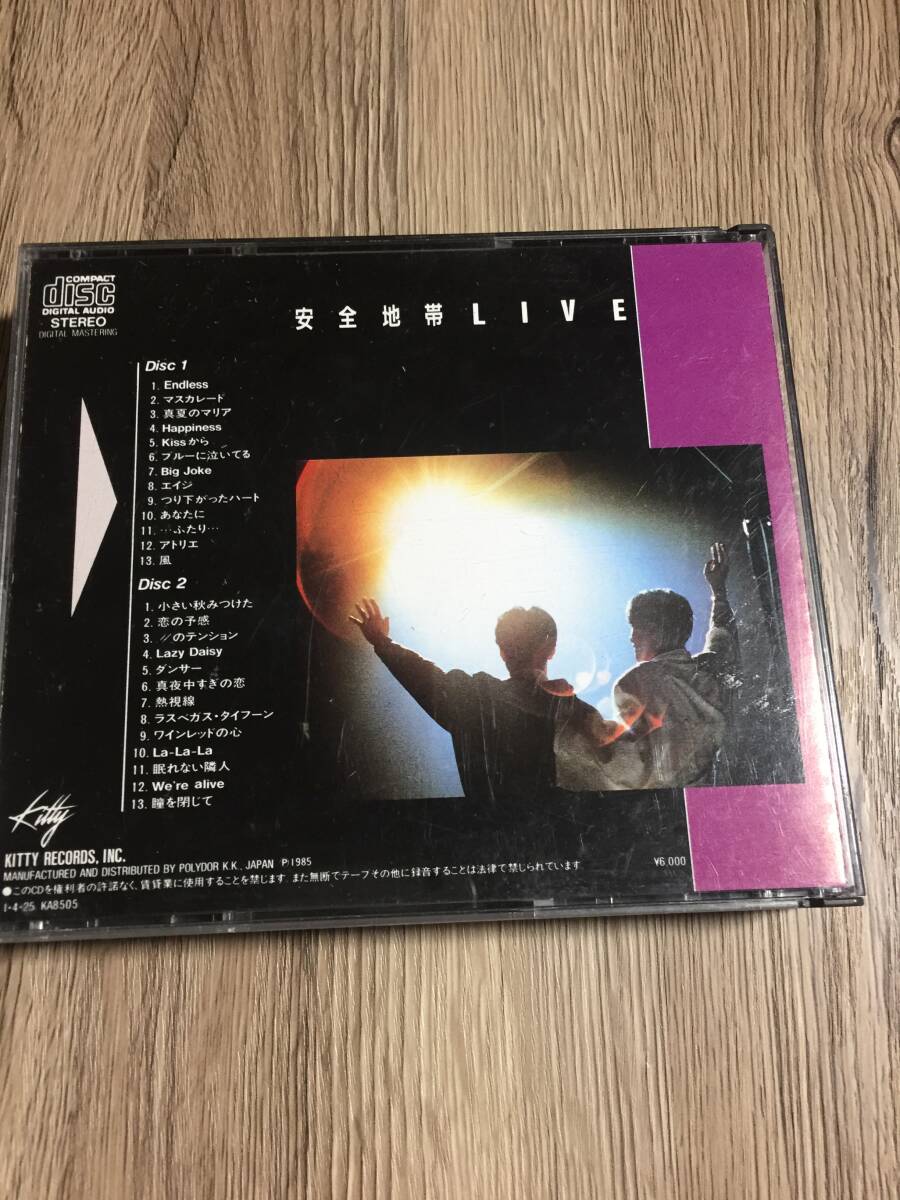 COMPACT
disc
DIGITAL AUDIO
STEREO
DIGITAL MASTERING
安全地帯LIVE
Disc 1
1. Endless
2. マスカレード
3. 真夏のマリア
4. Happiness
5. Kissから
6. ブルーに泣いてる
7. Big Joke
8. エイジ
9. つり下がったハート
10. あなたに
11. …ふたり…
12. アトリエ
13. 風
Disc 2
1. 小さい秋みつけた
2. 恋の予感
3. 〃のテンション
4. Lazy Daisy
5. ダンサー
6. 真夜中すぎの恋
7. 熱視線
8. ラスベガス・タイフーン
9. ワインレッドの心
10. La-La-La
11. 眠れない隣人
12. We're alive
13. 瞳を閉じて
Kitty
KITTY RECORDS, INC.
MANUFACTURED AND DISTRIBUTED BY POLYDOR K.K., JAPAN Ⓟ1985
¥6,000
●このCDを権利者の許諾なく、賃貸業に使用することを禁じます。また無断でテープその他に録音することは法律で禁じられています
I-4-25 KA8505